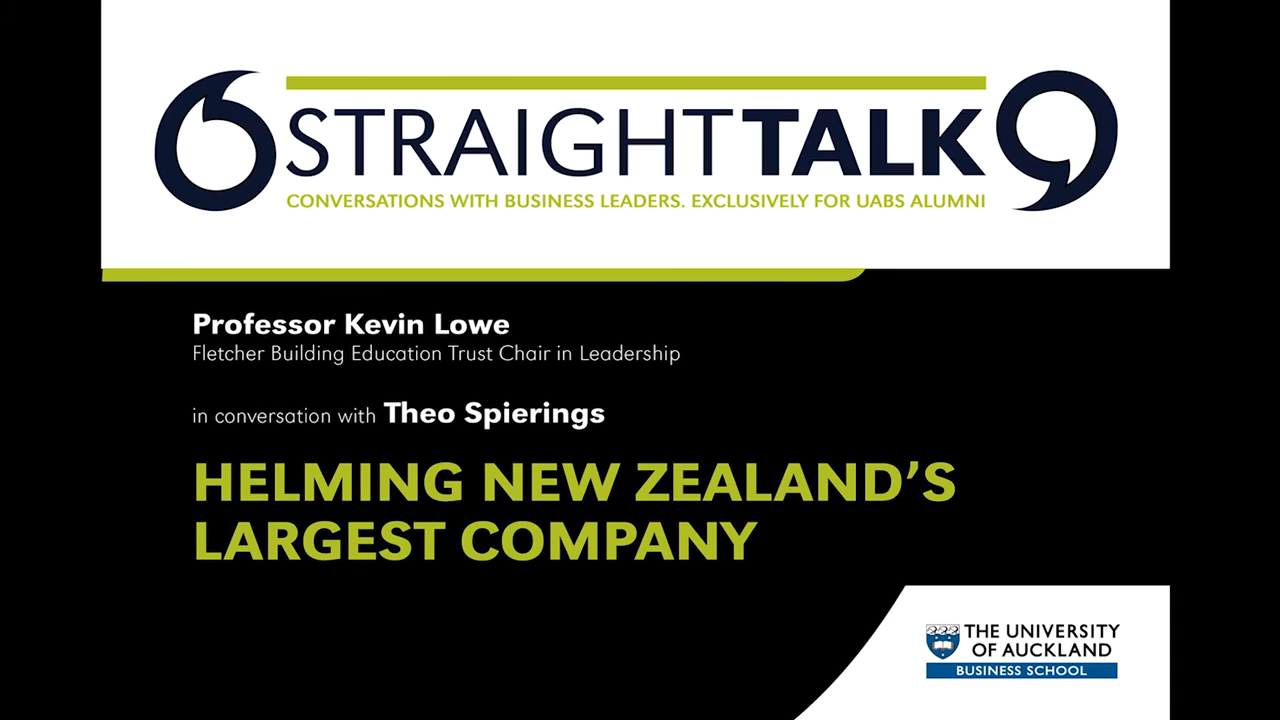 STRAIGHTTALK
CONVERSATIONS WITH BUSINESS LEADERS. EXCLUSIVELY FOR UABS ALUMNI
Professor Kevin Lowe
Fletcher Building Education Trust Chair in Leadership
in conversation with Theo Spierings
HELMING NEW ZEALAND’S
LARGEST COMPANY
THE UNIVERSITY
OF AUCKLAND
BUSINESS SCHOOL